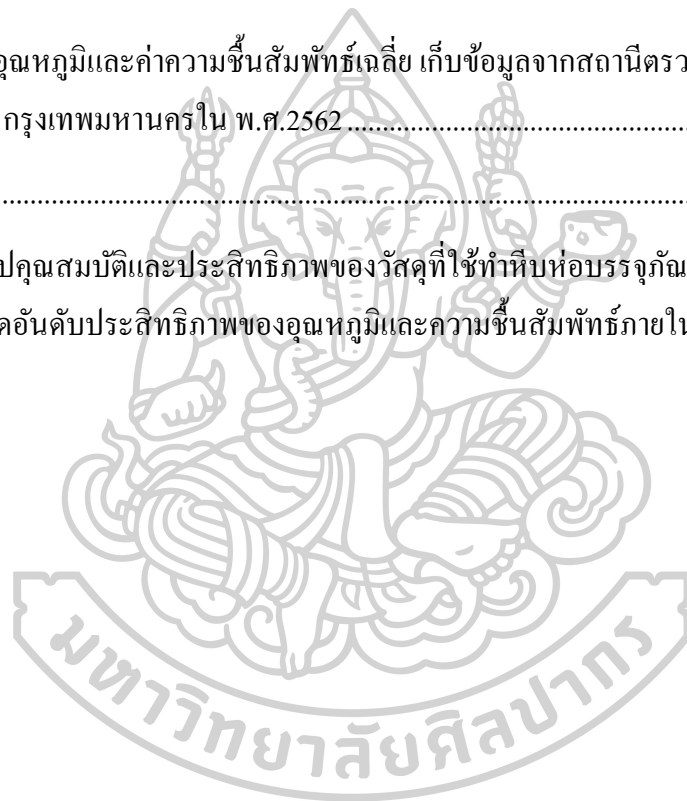 อุณหภูมิและค่าความชื้นสัมพัทธ์เฉลี่ย เก็บข้อมูลจากสถานีตรว
กรุงเทพมหานครใน พ.ศ.2562 ................................................
................................................................................................
ปคุณสมบัติและประสิทธิภาพของวัสดุที่ใช้ทำหีบห่อบรรจุภัณ
ดอันดับประสิทธิภาพของอุณหภูมิและความชื้นสัมพัทธ์ภายใน
มหาวิทยาลัยศิลปากร